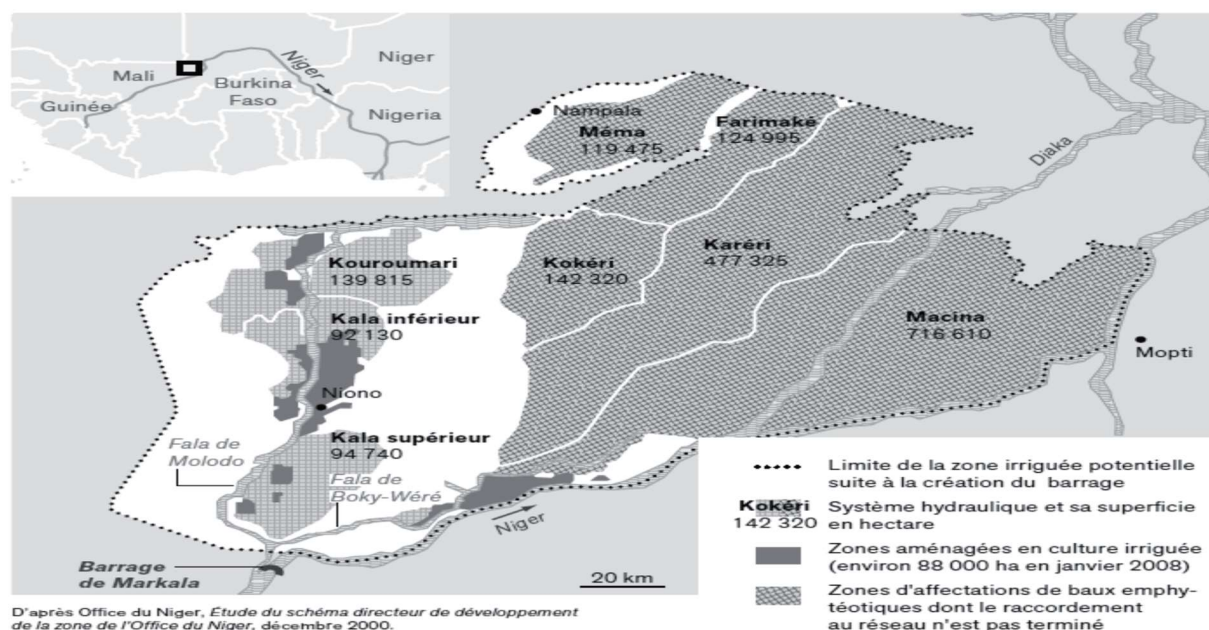 Niger
Mali
Niger
Burkina
Faso
Guinée
Nigeria
Nampala
Méma
119 475
Farimaké
124 995
Diaka
Kouroumari
139 815
Kokéri
142 320
Karéri
477 325
Kala inférieur
92 130
Macina
716 610
Mopti
Niono
Kala supérieur
94 740
Fala de
Molodo
Fala de
Boky-Wéré
Niger
Barrage
de Markala
20 km
Limite de la zone irriguée potentielle
suite à la création du barrage
Kokéri
142 320
Système hydraulique et sa superficie
en hectare
Zones aménagées en culture irriguée
(environ 88 000 ha en janvier 2008)
Zones d'affectations de baux emphy-
téotiques dont le raccordement
au réseau n'est pas terminé
D'après Office du Niger, Étude du schéma directeur de développement
de la zone de l'Office du Niger, décembre 2000.